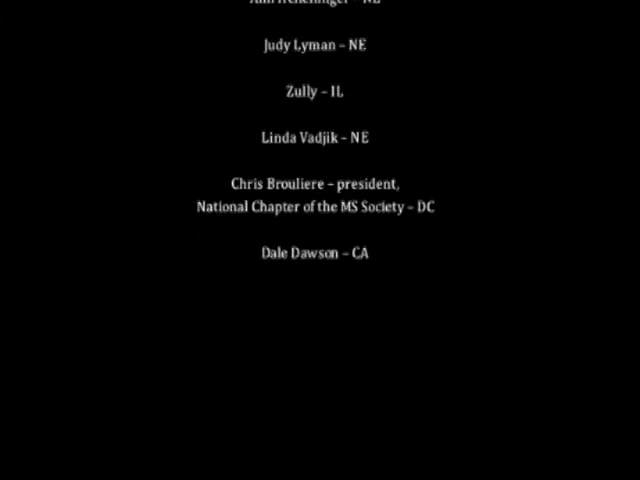 Judy Lyman – NE
Zully – IL
Linda Vadjik – NE
Chris Brouliere – president,
National Chapter of the MS Society – DC
Dale Dawson – CA